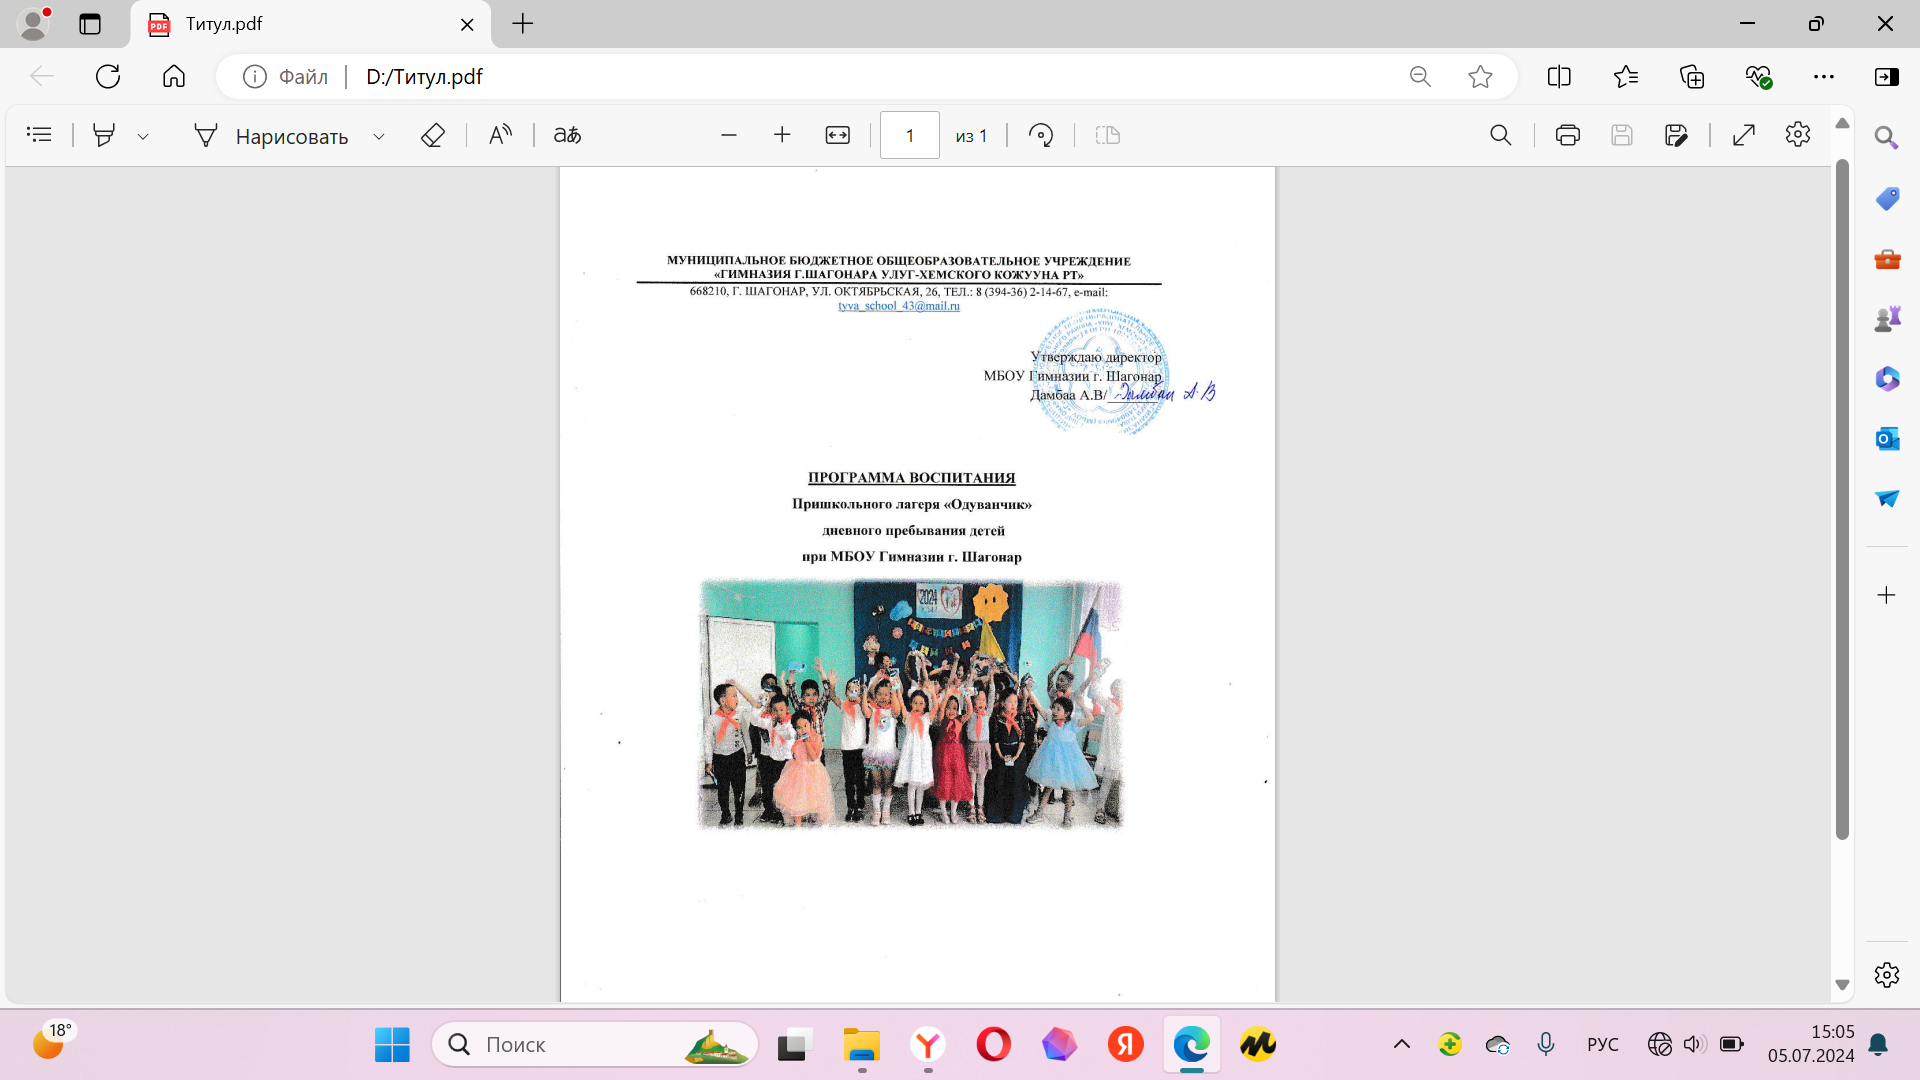 Титул.pdf
Файл
D:/Титул.pdf
Нарисовать
1
из 1
МУНИЦИПАЛЬНОЕ БЮДЖЕТНОЕ ОБЩЕОБРАЗОВАТЕЛЬНОЕ УЧРЕЖДЕНИЕ
«ГИМНАЗИЯ Г.ШАГОНАРА УЛУГ-ХЕМСКОГО КОЖУУНА РТ»
668210, Г. ШАГОНАР, УЛ. ОКТЯБРЬСКАЯ, 26, ТЕЛ.: 8 (394-36) 2-14-67, e-mail:
tyva_school_43@mail.ru
Утверждаю директор
МБОУ Гимназии г. Шагонар
Дамбаа А.В/ Дамбаа А.В
ПРОГРАММА ВОСПИТАНИЯ
Пришкольного лагеря «Одуванчик»
дневного пребывания детей
при МБОУ Гимназии г. Шагонар
2024
18°
Поиск
РУС
15:05
05.07.2024